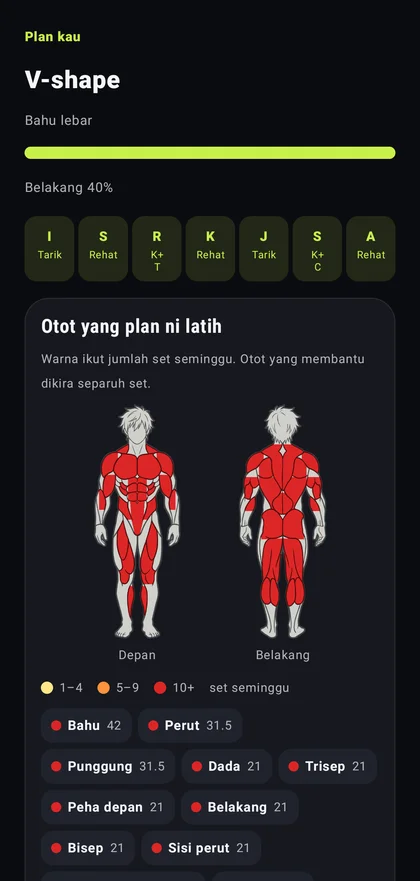 Plan kau
V-shape
Bahu lebar
Belakang 40%
I S R K J S A
Tarik Rehat K+ Rehat Tarik K+ Rehat
T C
Otot yang plan ni latih
Warna ikut jumlah set seminggu. Otot yang membantu
dikira separuh set.
Depan Belakang
1–4 5–9 10+ set seminggu
Bahu 42 Perut 31.5
Punggung 31.5 Dada 21 Trisep 21
Peha depan 21 Belakang 21
Bisep 21 Sisi perut 21